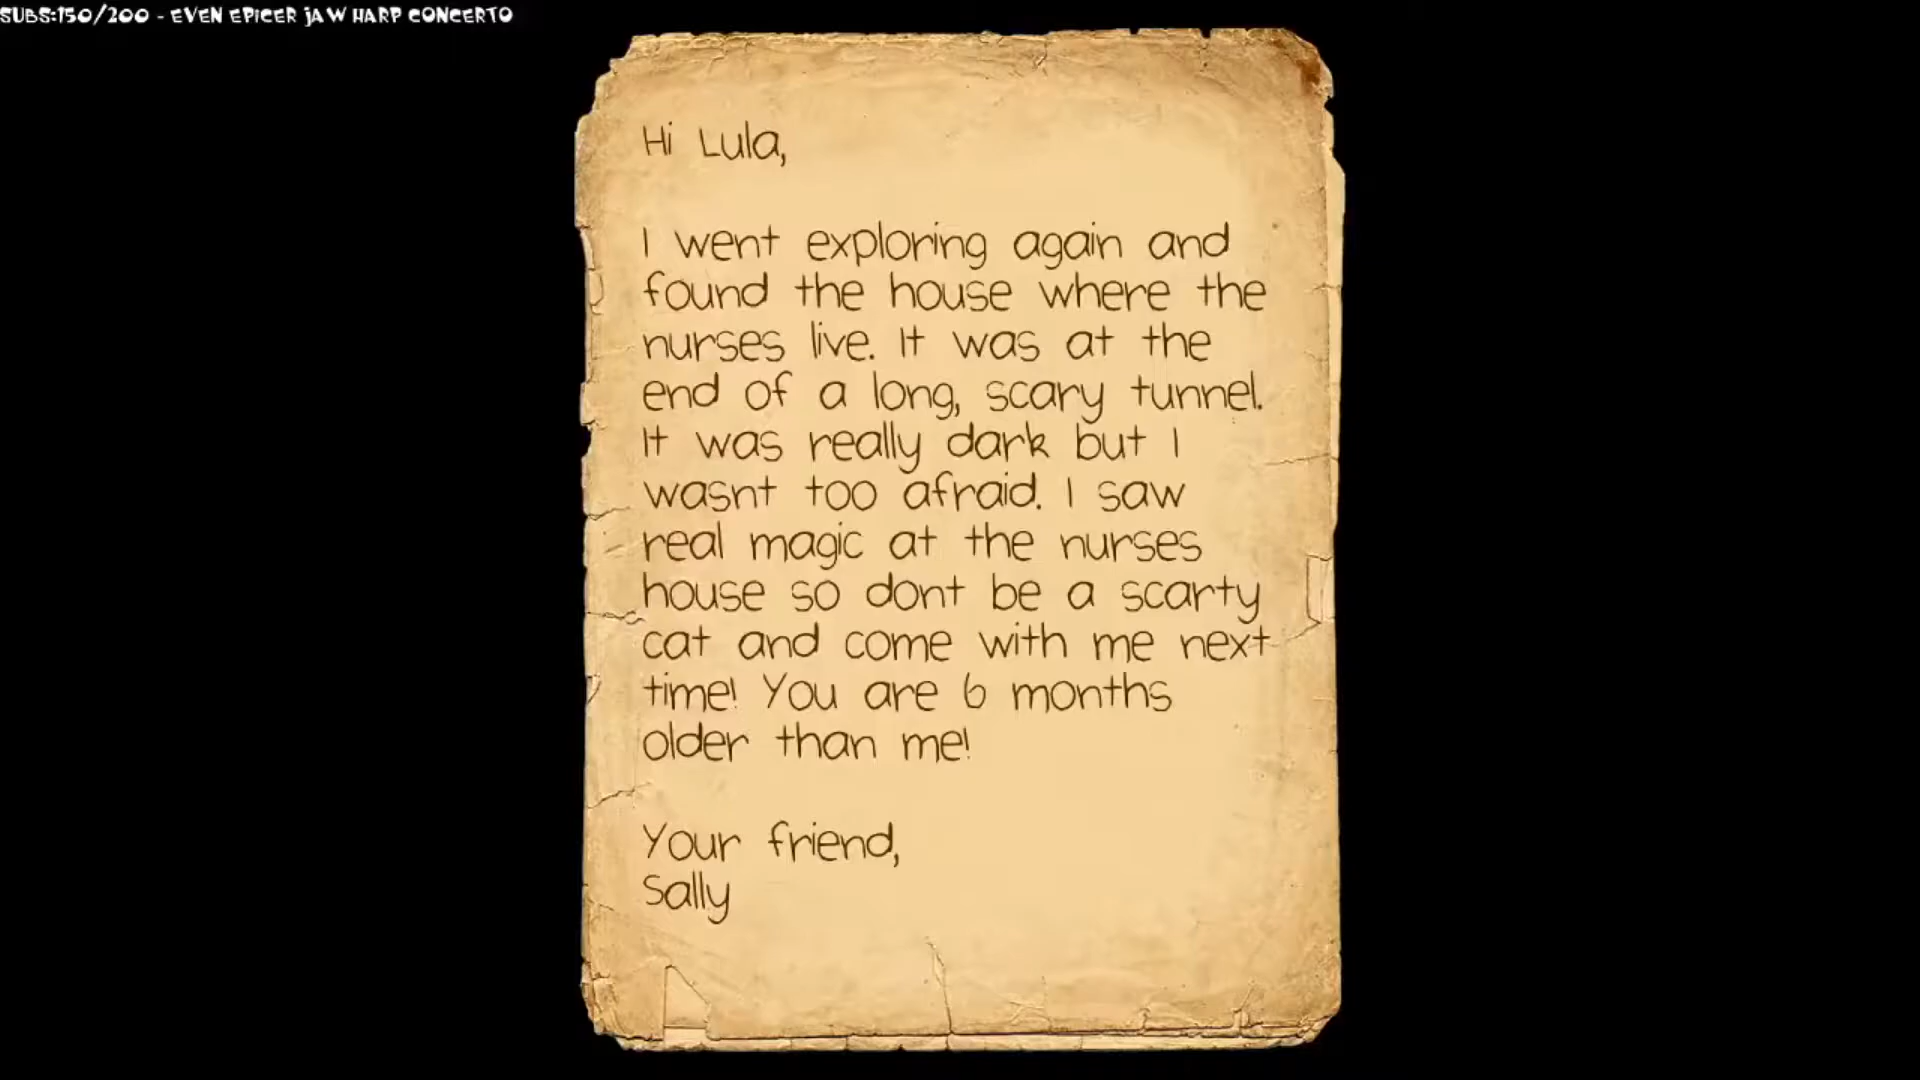 SUBS:150/200 - EVEN EPICER JAW HARP CONCERTO
Hi Lula,
I went exploring again and
found the house where the
nurses live. It was at the
end of a long, scary tunnel.
It was really dark but I
wasnt too afraid. I saw
real magic at the nurses
house so dont be a scarty
cat and come with me next
time! You are 6 months
older than me!
Your friend,
Sally